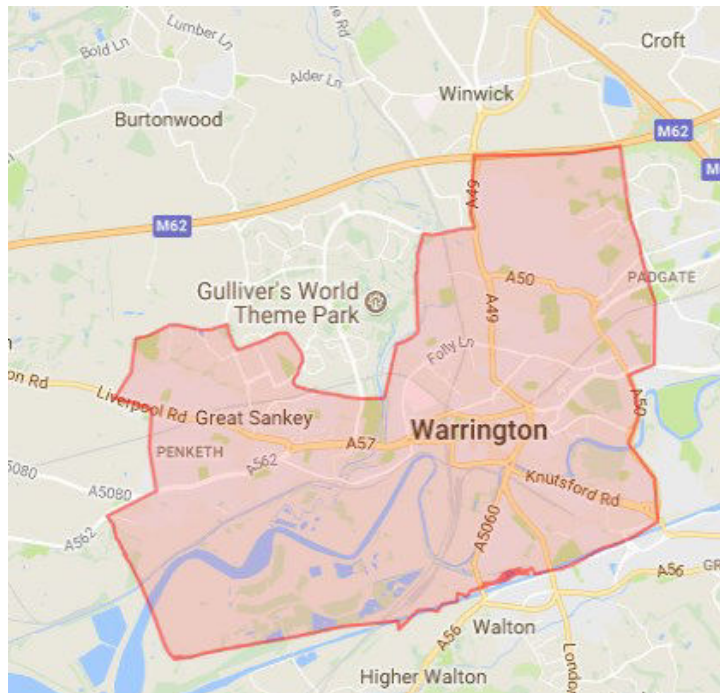 Bold Ln
Lumber Ln
Croft
Alder Ln
Winwick
Burtonwood
M62
M62
A49
A50
PADGATE
Gulliver's World
Theme Park
A49
Folly Ln
Liverpool Rd
Great Sankey
A50
Warrington
A57
PENKETH
A562
A5080
Knutsford Rd
A5060
A562
A56
Walton
A56
Higher Walton